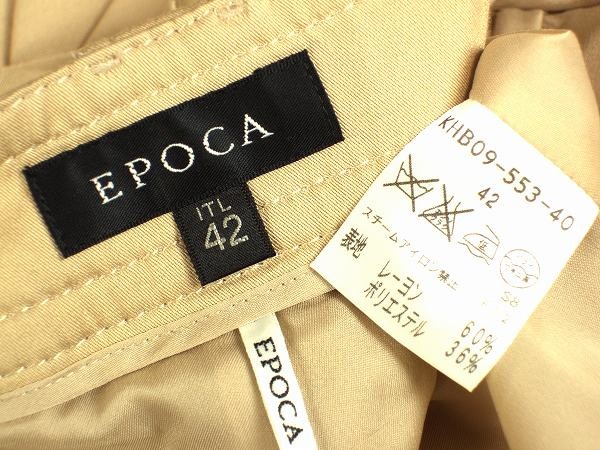 EPOCA
ITL
42
EPOCA
KHB09-553-40
42
スチームアイロン禁止
表地
レーヨン 60%
ポリエステル 36%